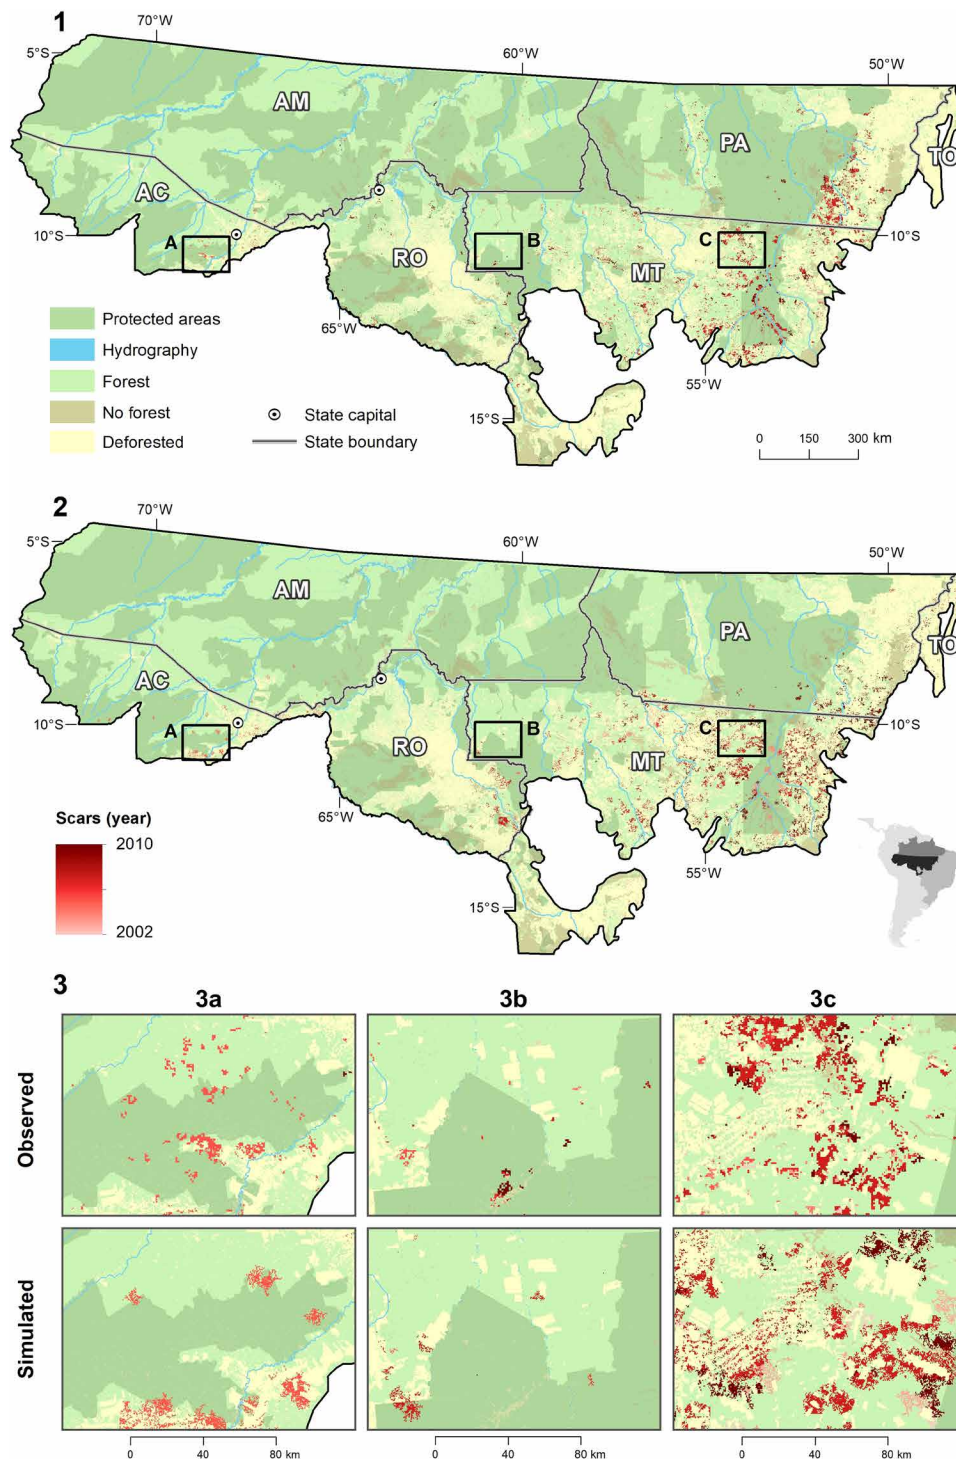 1
70°W
60°W
50°W
5°S
AM
PA
TO
AC
10°S
A
B
C
10°S
RO
MT
65°W
55°W
15°S
Protected areas
Hydrography
Forest
No forest
Deforested
State capital
State boundary
0 150 300 km
2
70°W
60°W
50°W
5°S
AM
PA
TO
AC
10°S
A
B
C
10°S
RO
MT
65°W
55°W
15°S
Scars (year)
2010
2002
3
3a 3b 3c
Observed
Simulated
0 40 80 km
0 40 80 km
0 40 80 km